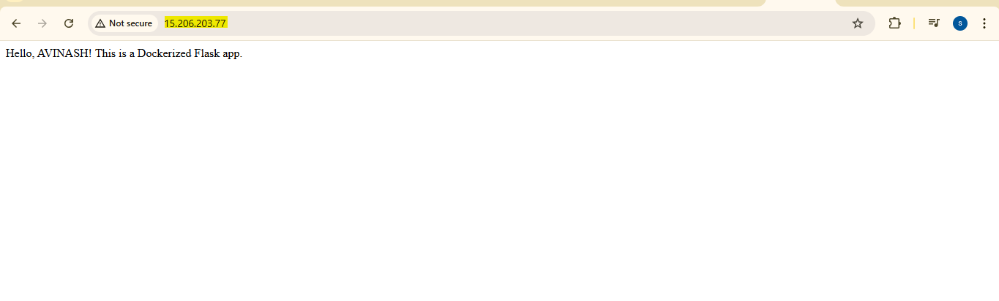 Not secure 15.206.203.77
s
Hello, AVINASH! This is a Dockerized Flask app.